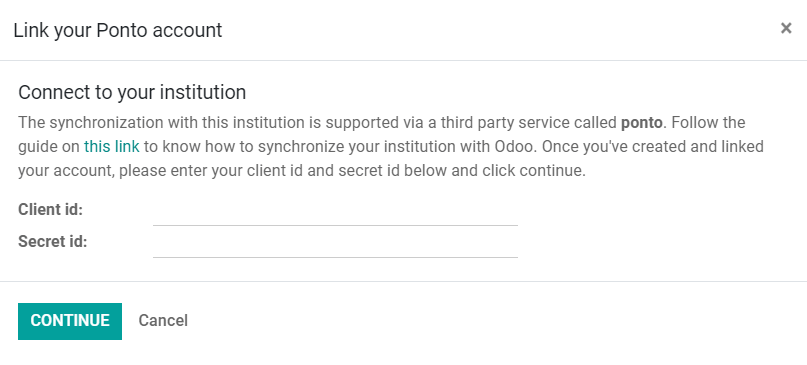 Link your Ponto account
×
Connect to your institution
The synchronization with this institution is supported via a third party service called ponto. Follow the
guide on this link to know how to synchronize your institution with Odoo. Once you've created and linked
your account, please enter your client id and secret id below and click continue.
Client id:
Secret id:
CONTINUE Cancel